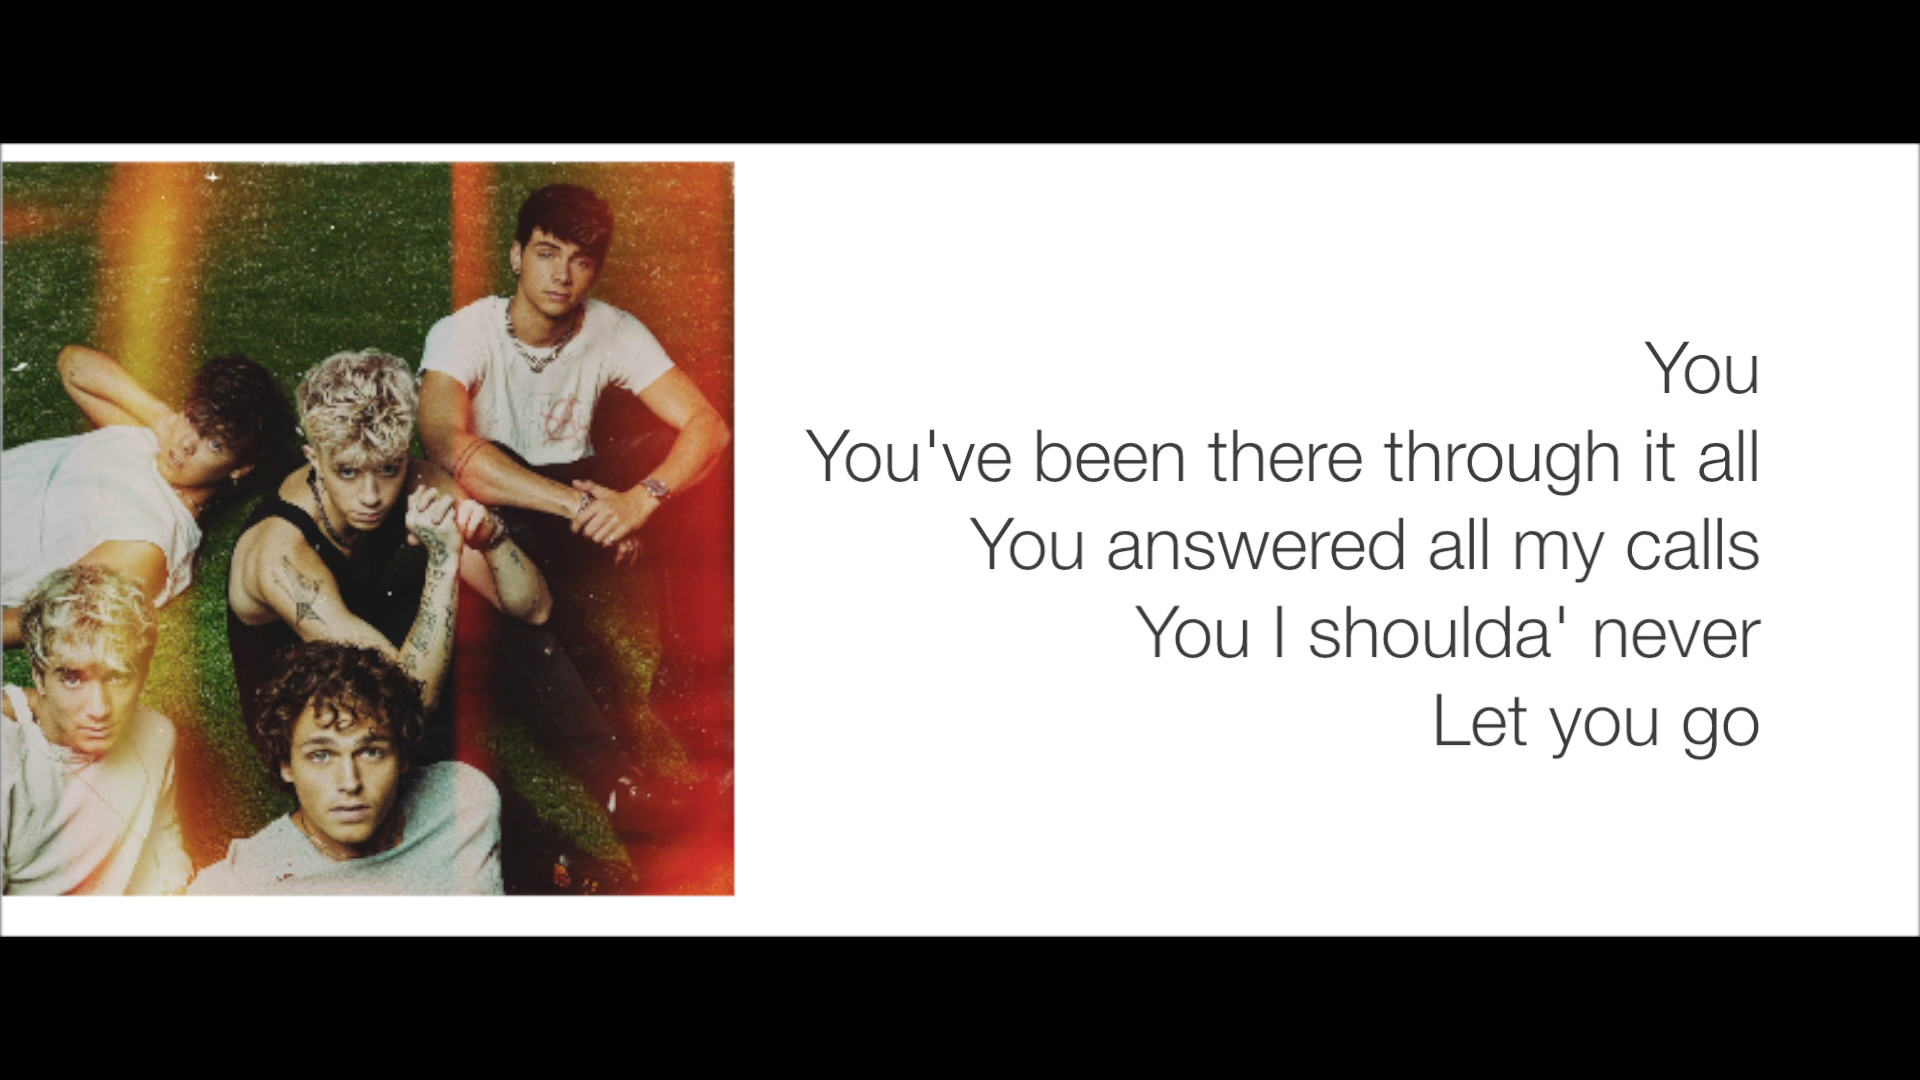 You
You've been there through it all
You answered all my calls
You I shoulda' never
Let you go